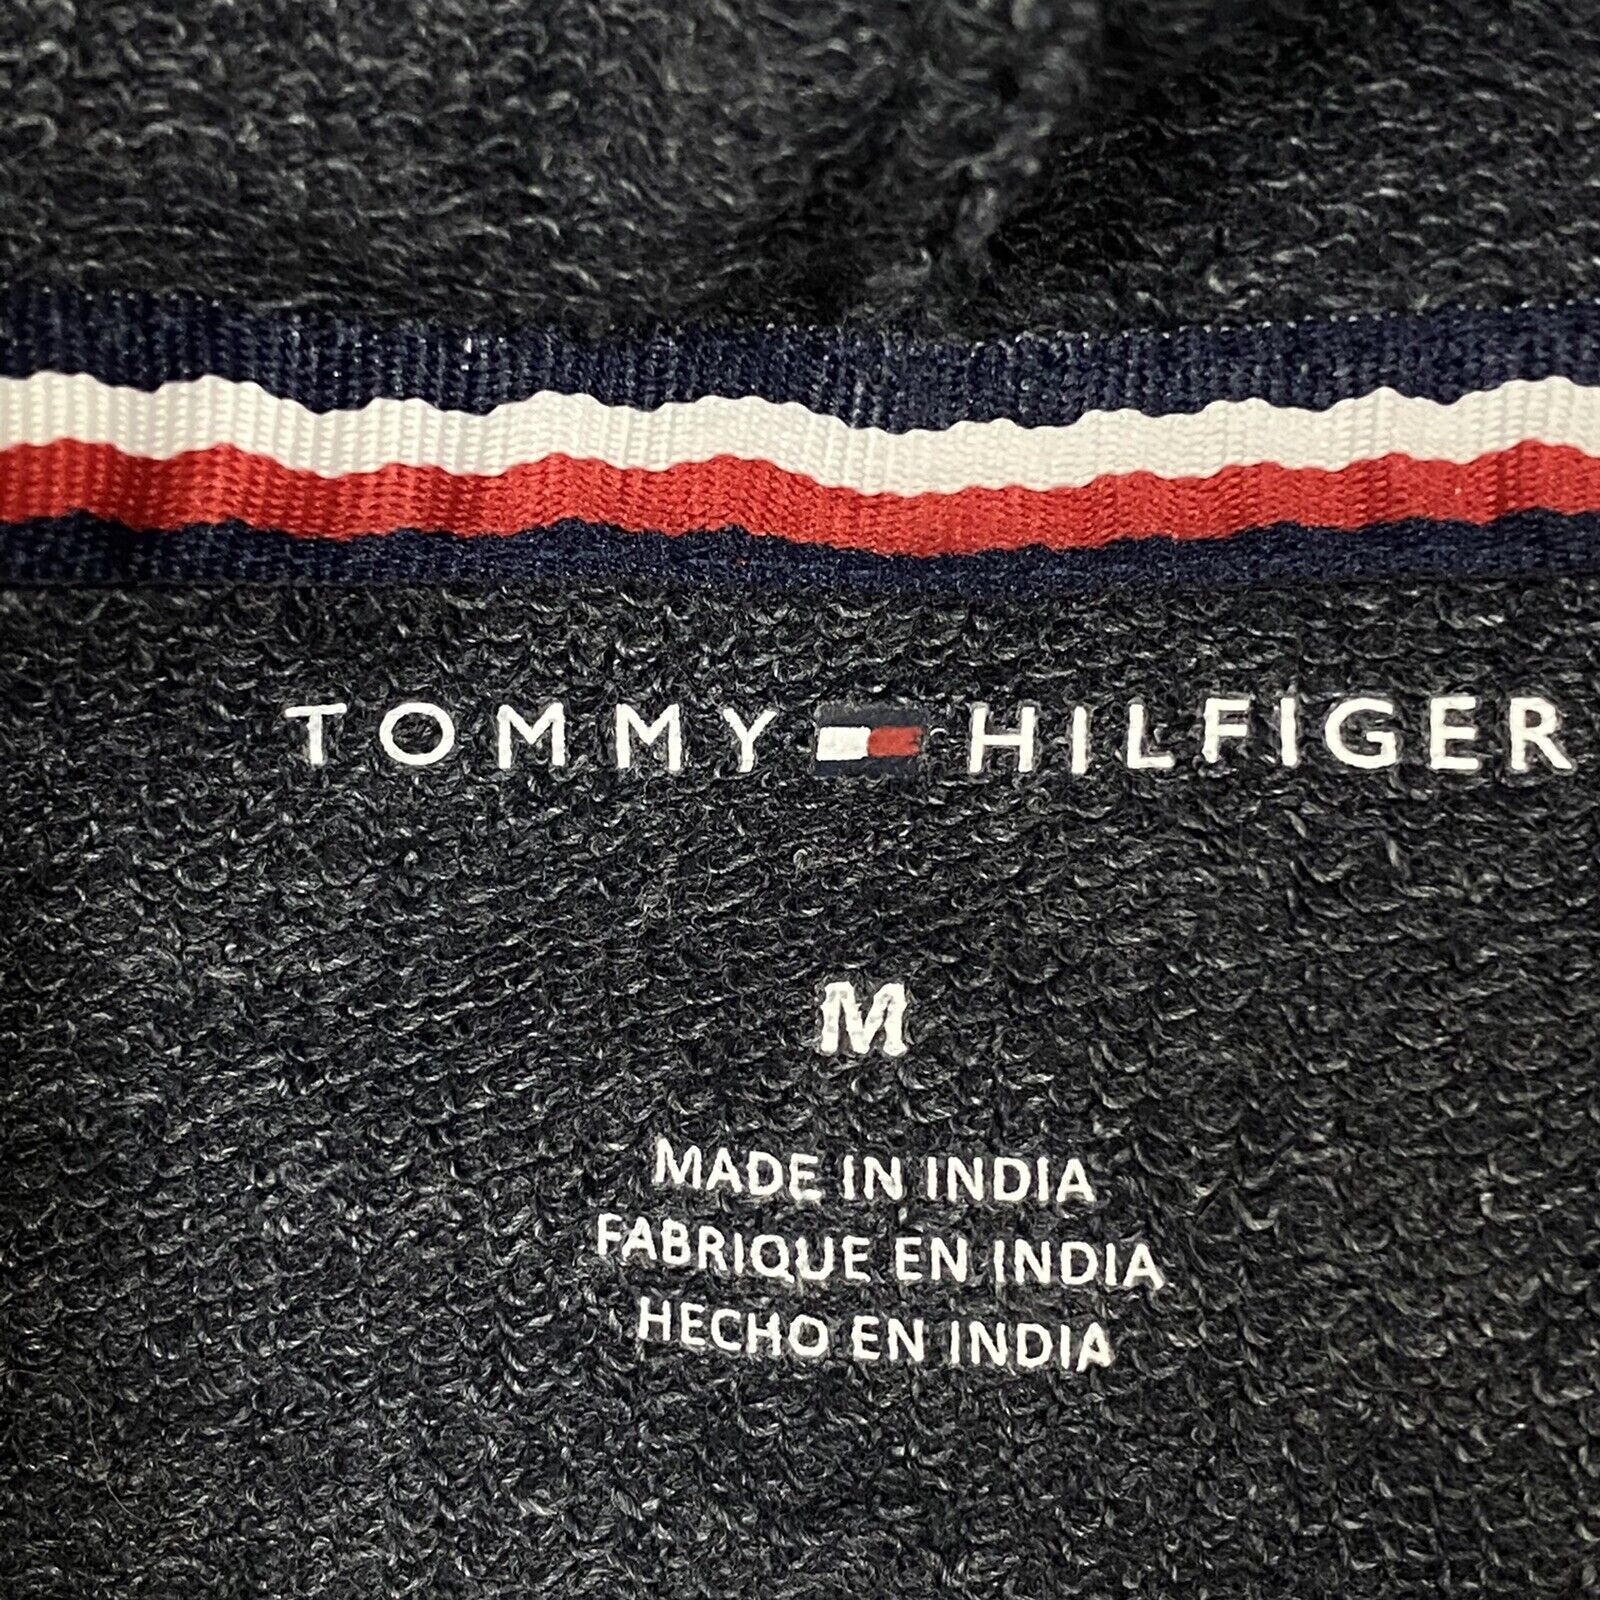 TOMMY HILFIGER
M
MADE IN INDIA
FABRIQUE EN INDIA
HECHO EN INDIA